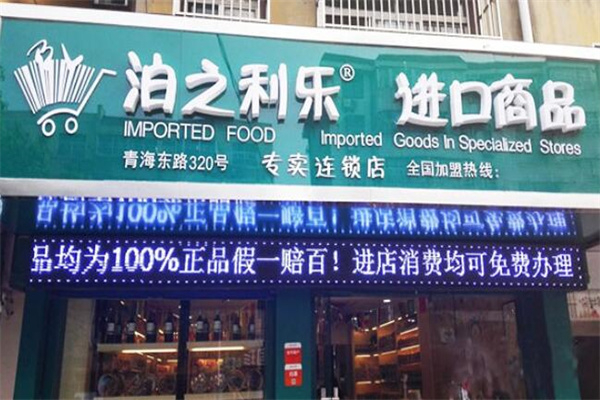 泊之利乐® 进口商品
IMPORTED FOOD Imported Goods In Specialized Stores
青海东路320号 专卖连锁店 全国加盟热线：
品均为100%正品假一赔百！进店消费均可免费办理